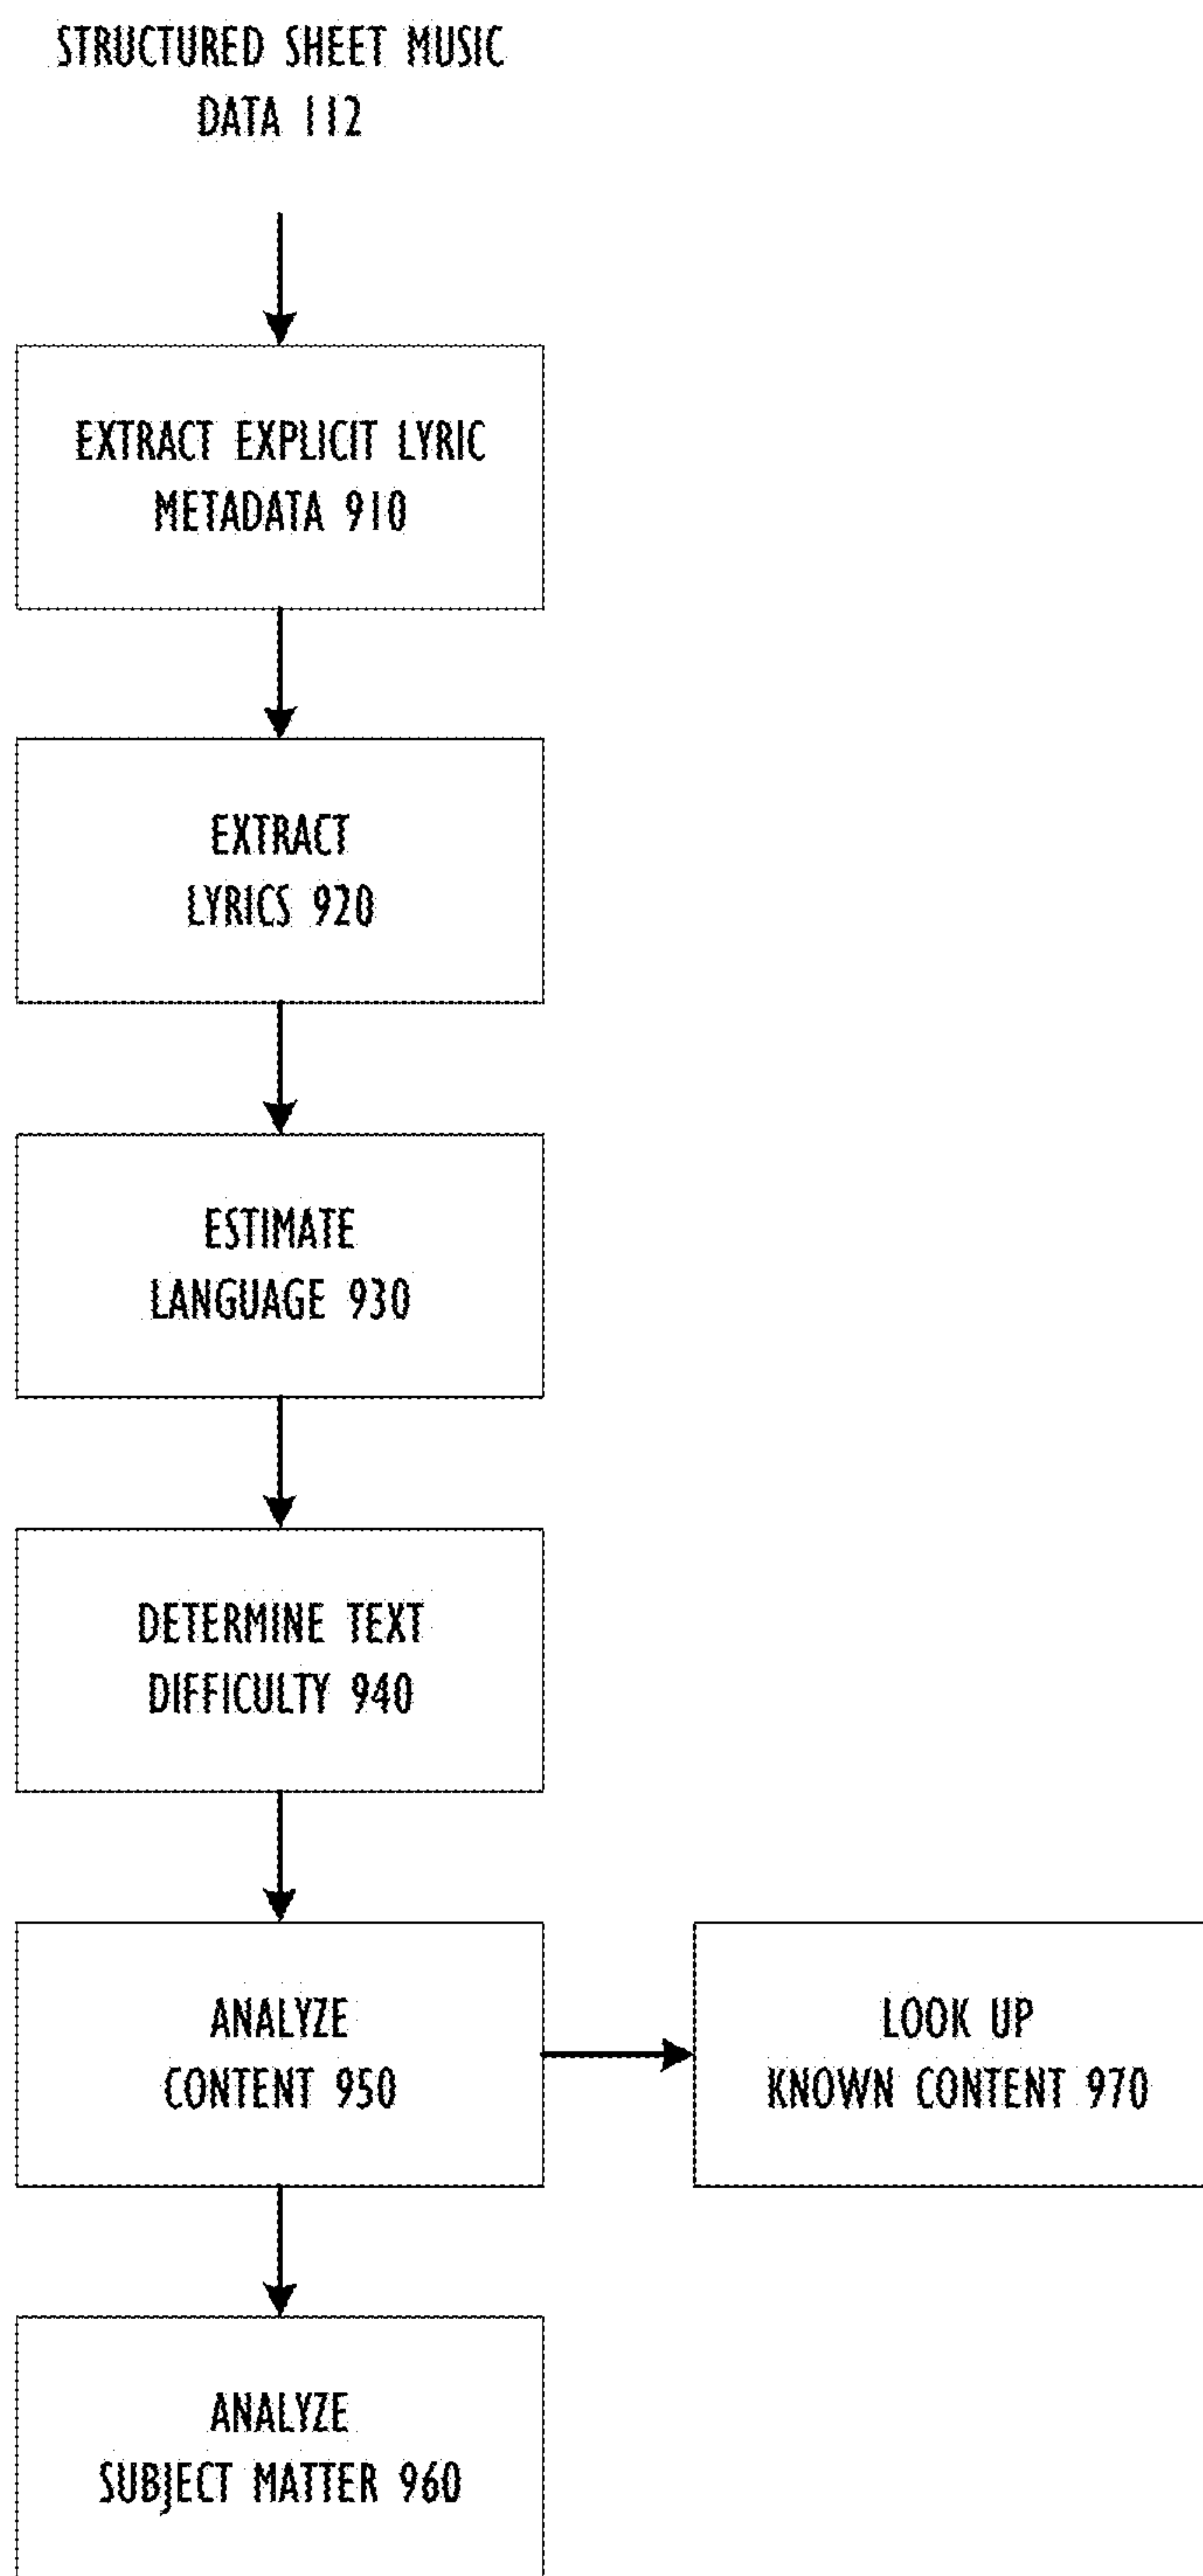 STRUCTURED SHEET MUSIC
DATA 112
EXTRACT EXPLICIT LYRIC
METADATA 910
EXTRACT
LYRICS 920
ESTIMATE
LANGUAGE 930
DETERMINE TEXT
DIFFICULTY 940
ANALYZE
CONTENT 950
LOOK UP
KNOWN CONTENT 970
ANALYZE
SUBJECT MATTER 960